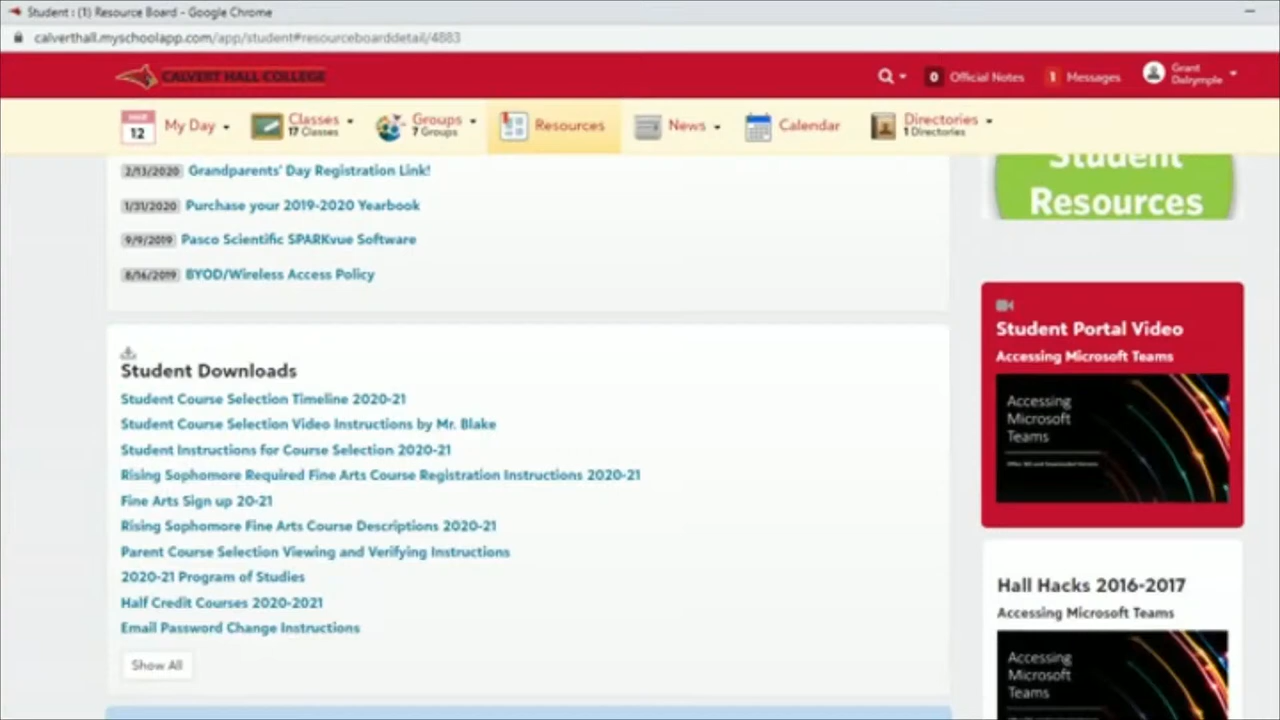 Student : (1) Resource Board - Google Chrome
calverthall.myschoolapp.com/app/student#resourceboarddetail/4883
CALVERT HALL COLLEGE
0 Official Notes
1 Messages
Grant
Dalrymple
12
My Day
Classes
17 Classes
Groups
7 Groups
Resources
News
Calendar
Directories
1 Directories
2/13/2020 Grandparents' Day Registration Link!
1/31/2020 Purchase your 2019-2020 Yearbook
9/9/2019 Pasco Scientific SPARKvue Software
8/16/2019 BYOD/Wireless Access Policy
Student Downloads
Student Course Selection Timeline 2020-21
Student Course Selection Video Instructions by Mr. Blake
Student Instructions for Course Selection 2020-21
Rising Sophomore Required Fine Arts Course Registration Instructions 2020-21
Fine Arts Sign up 20-21
Rising Sophomore Fine Arts Course Descriptions 2020-21
Parent Course Selection Viewing and Verifying Instructions
2020-21 Program of Studies
Half Credit Courses 2020-2021
Email Password Change Instructions
Show All
Student
Resources
Student Portal Video
Accessing Microsoft Teams
Accessing
Microsoft
Teams
Hall Hacks 2016-2017
Accessing Microsoft Teams
Accessing
Microsoft
Teams